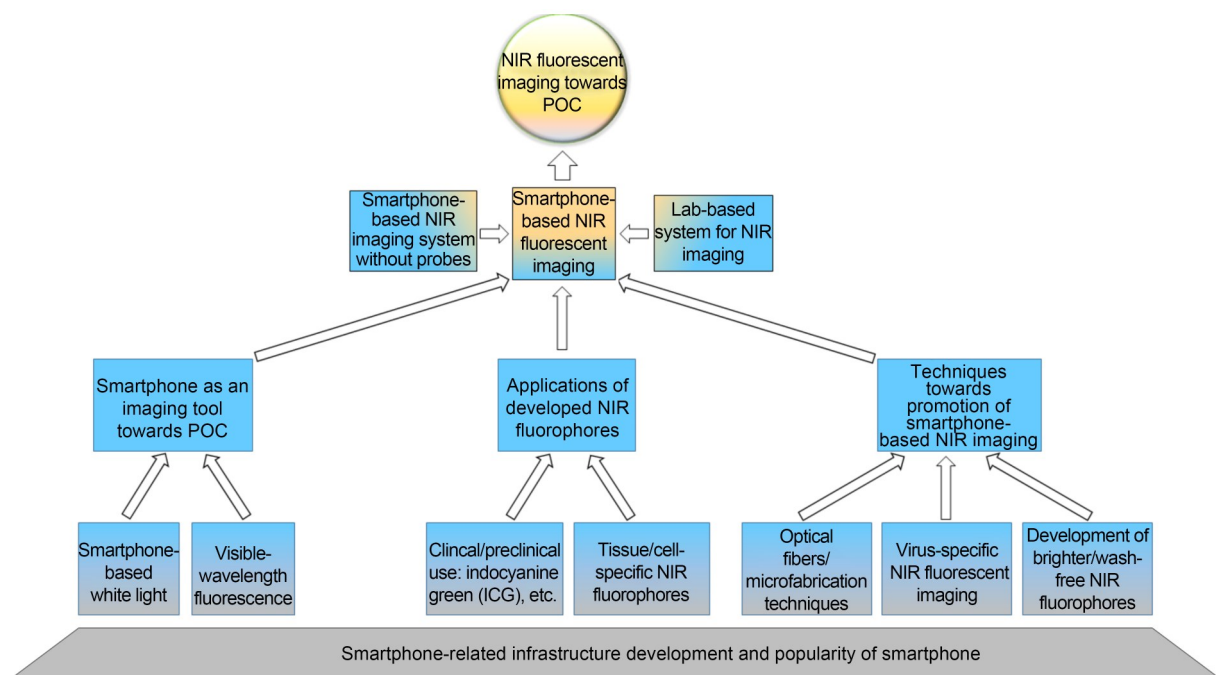 NIR fluorescent
imaging towards
POC
Smartphone-
based NIR
imaging system
without probes
Smartphone-
based NIR
fluorescent
imaging
Lab-based
system for NIR
imaging
Smartphone as an
imaging tool
towards POC
Applications of
developed NIR
fluorophores
Techniques
towards
promotion of
smartphone-
based NIR imaging
Smartphone-
based
white light
Visible-
wavelength
fluorescence
Clincal/preclinical
use: indocyanine
green (ICG), etc.
Tissue/cell-
specific NIR
fluorophores
Optical
fibers/
microfabrication
techniques
Virus-specific
NIR fluorescent
imaging
Development of
brighter/wash-
free NIR
fluorophores
Smartphone-related infrastructure development and popularity of smartphone